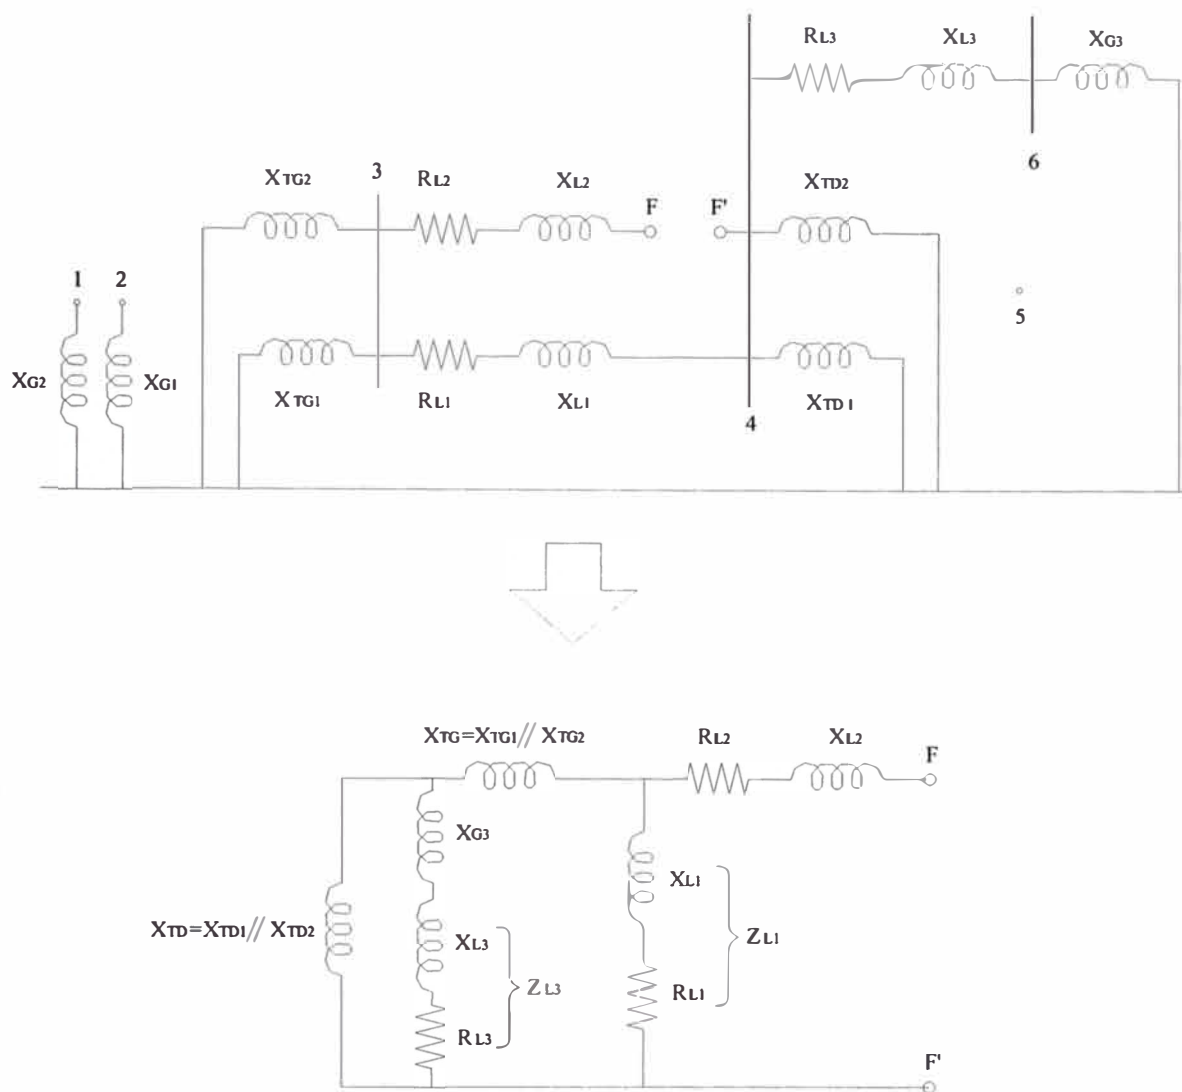 RL3 XL3 XG3
6
3
XTG2 RL2 XL2 F F' XTD2
1 2
5
XG2 XG1
XTG1 RL1 XL1 XTD1
4
XTG=XTG1// XTG2 RL2 XL2 F
XG3
XL1
XTD=XTD1// XTD2 XL3 ZL1
ZL3
RL1
RL3
F'